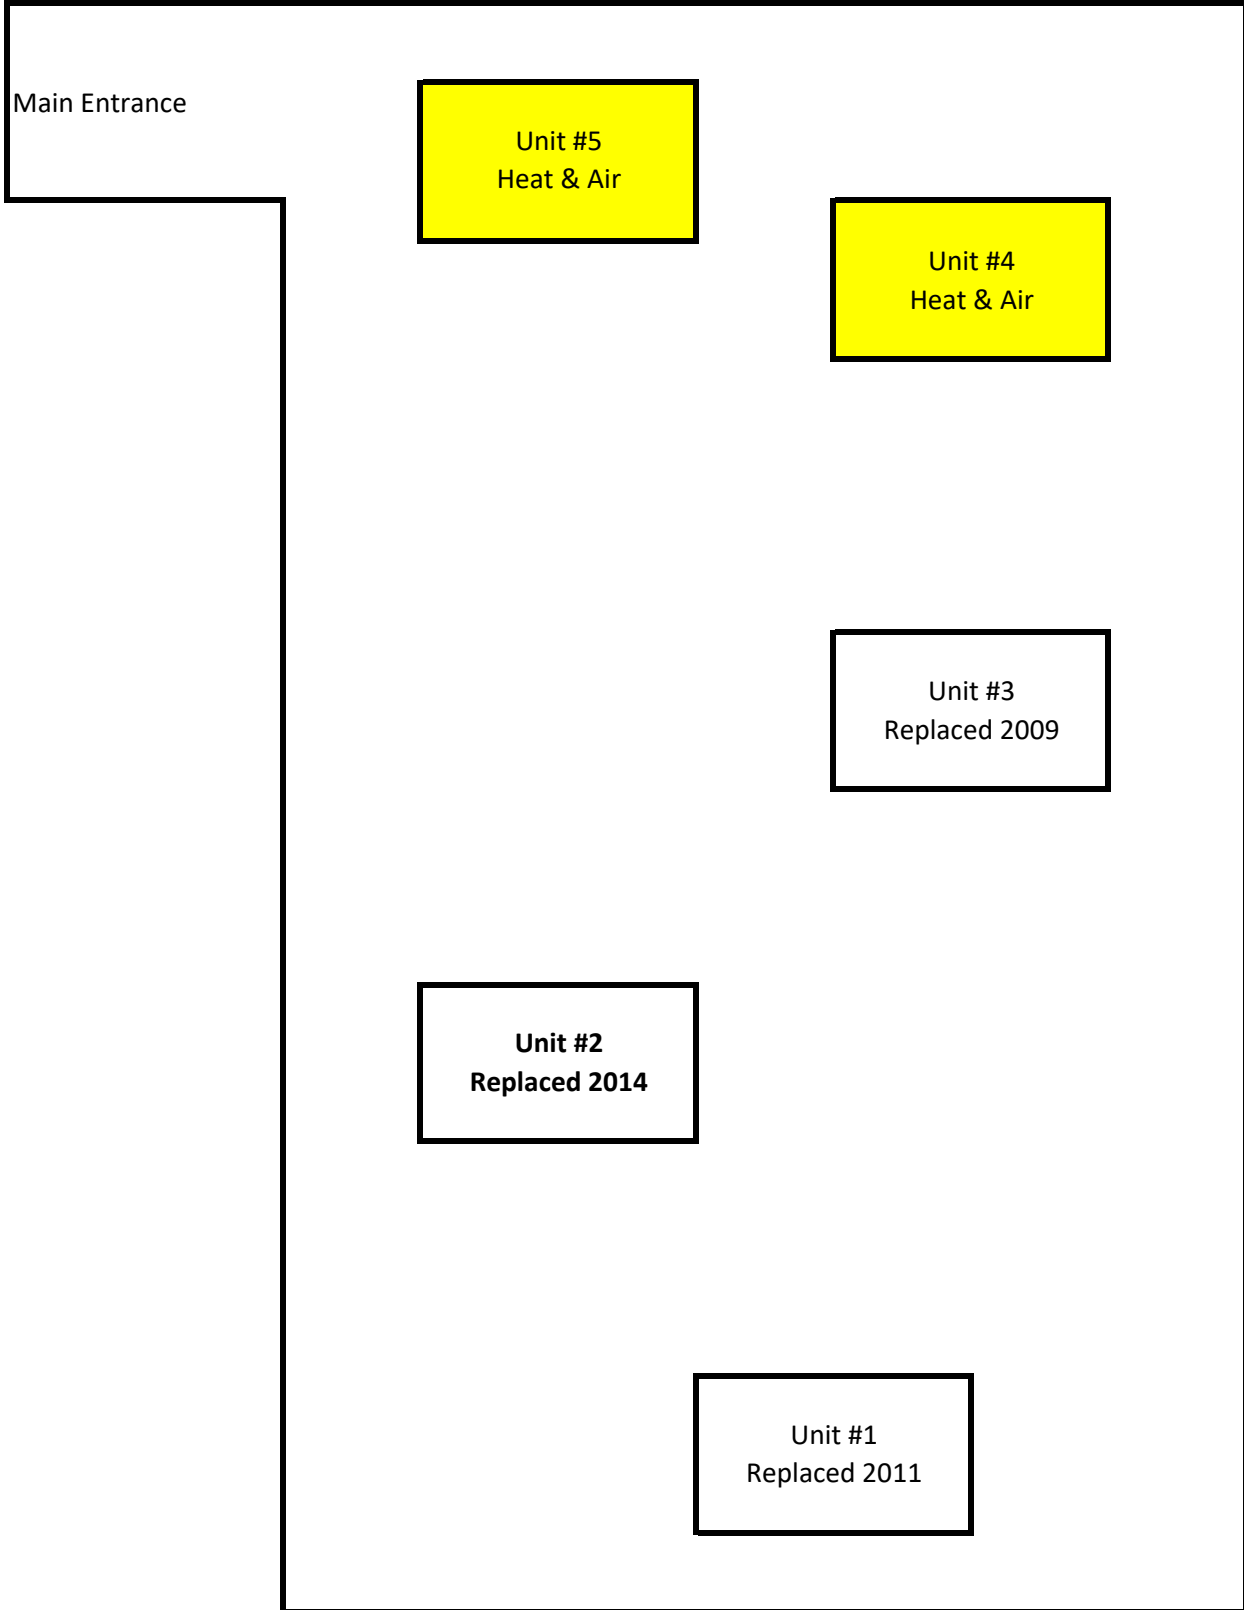 Main Entrance
Unit #5
Heat & Air
Unit #4
Heat & Air
Unit #3
Replaced 2009
Unit #2
Replaced 2014
Unit #1
Replaced 2011